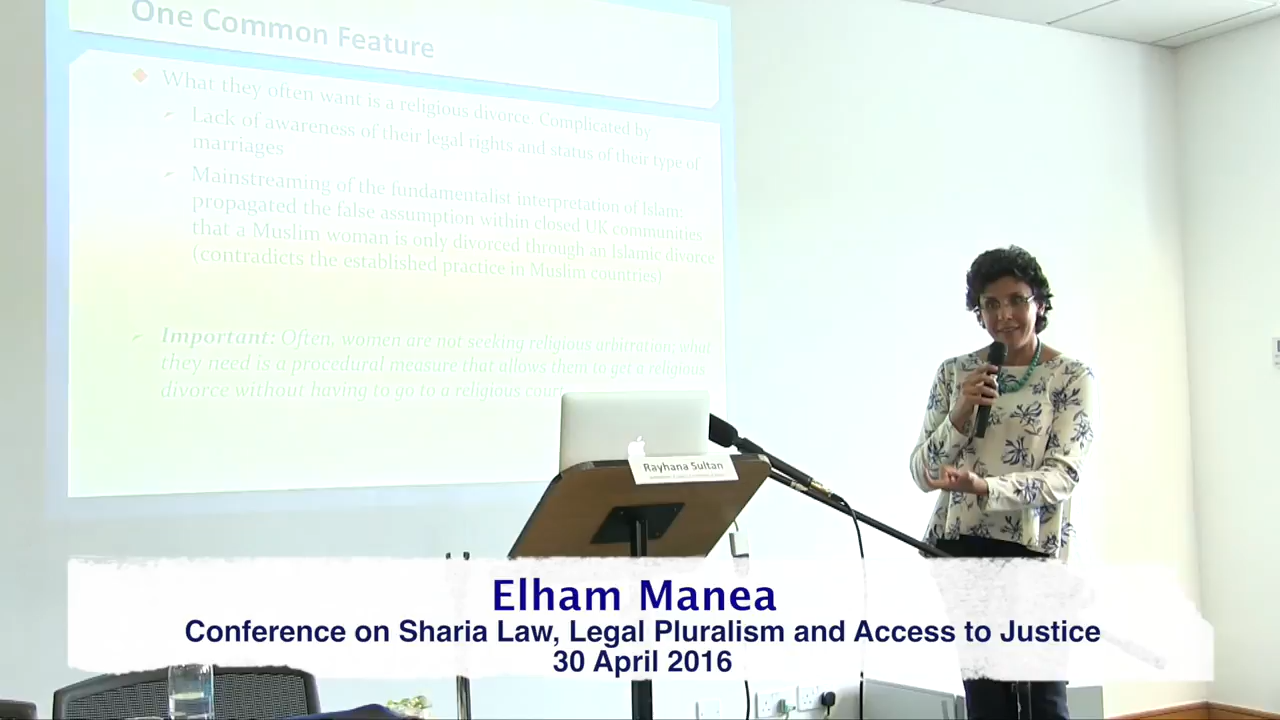 One Common Feature
What they often want is a religious divorce. Complicated by
Lack of awareness of their legal rights and status of their type of
marriages
Mainstreaming of the fundamentalist interpretation of Islam:
propagated the false assumption within closed UK communities
that a Muslim woman is only divorced through an Islamic divorce
(contradicts the established practice in Muslim countries)
Important: Often, women are not seeking religious arbitration; what
they need is a procedural measure that allows them to get a religious
divorce without having to go to a religious
Rayhana Sultan
Elham Manea
Conference on Sharia Law, Legal Pluralism and Access to Justice
30 April 2016